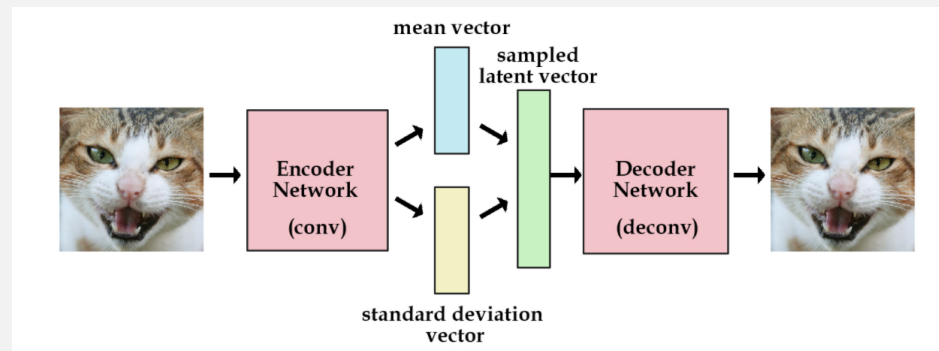 mean vector
sampled
latent vector
Encoder
Network
(conv)
Decoder
Network
(deconv)
standard deviation
vector